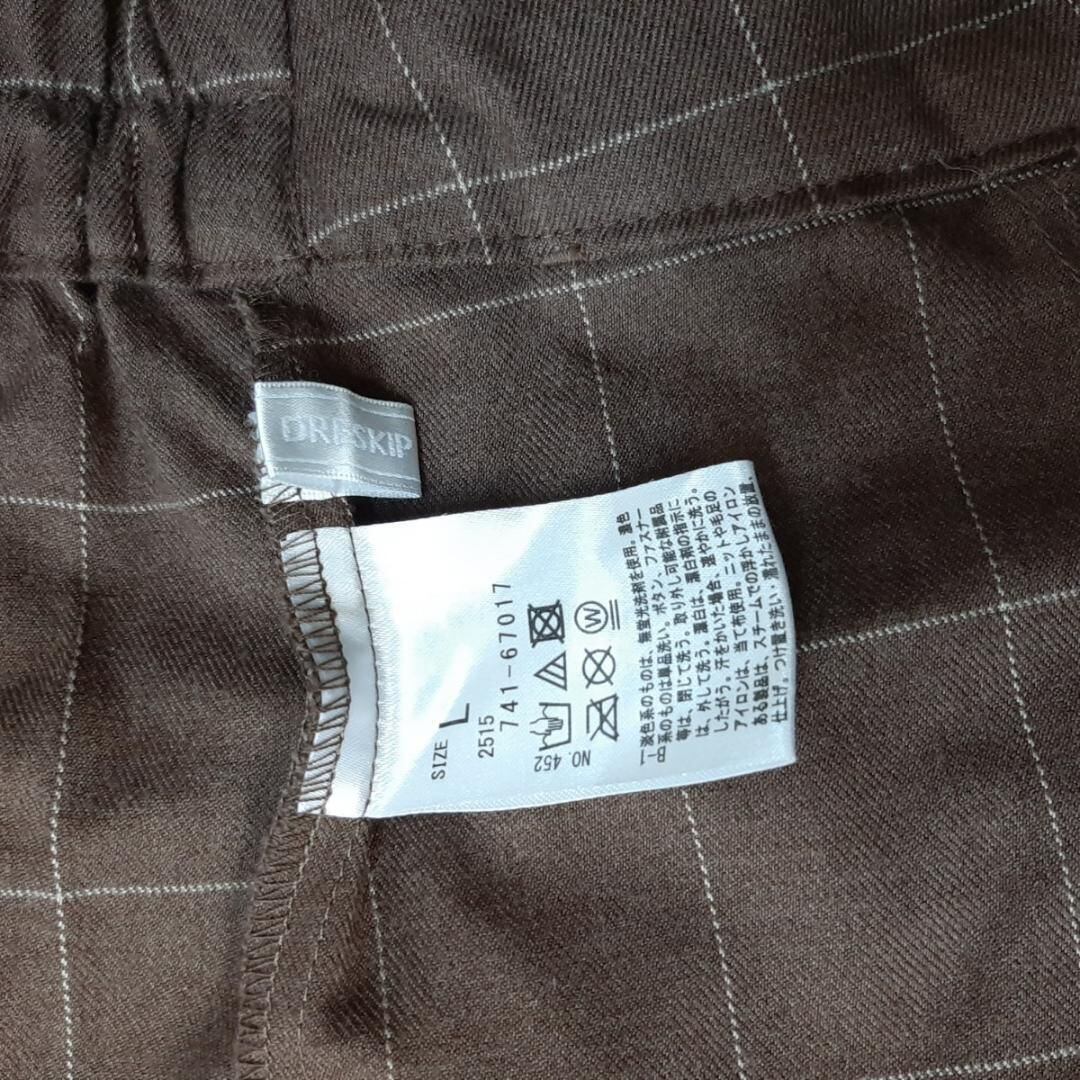 DRESKIP
SIZE L
2515
741-67017
W
NO. 452
淡色系のものは、無蛍光洗剤を使用。濃色
系のものは単品洗い。ボタン、ファスナー
等は、閉じて洗う。取り外し可能な附属品
は、外して洗う。漂白は、漂白剤の指示に
したがう。汗をかいた場合、速やかに洗う。
アイロンは、当て布使用。ニットや毛足の
ある製品は、スチームでの浮かしアイロン
仕上げ。つけ置き洗い・濡れたままの放置、